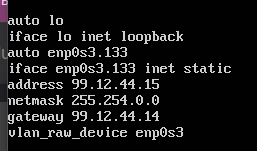 auto lo
iface lo inet loopback
auto enp0s3.133
iface enp0s3.133 inet static
address 99.12.44.15
netmask 255.254.0.0
gateway 99.12.44.14
vlan_raw_device enp0s3